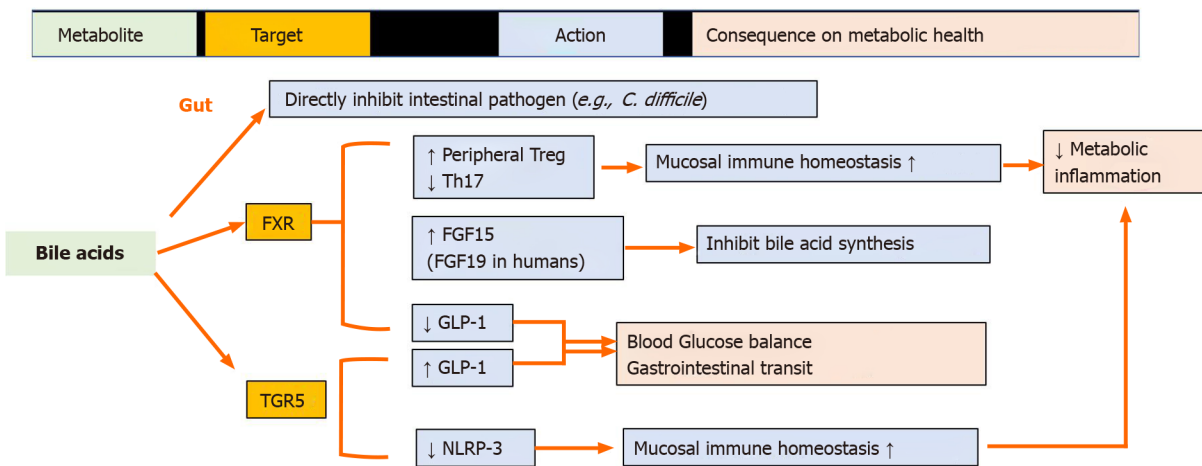 Metabolite
Target
Action
Consequence on metabolic health
Gut
Directly inhibit intestinal pathogen (e.g., C. difficile)
↑ Peripheral Treg
↓ Th17
Mucosal immune homeostasis ↑
↓ Metabolic
inflammation
FXR
Bile acids
↑ FGF15
(FGF19 in humans)
Inhibit bile acid synthesis
↓ GLP-1
Blood Glucose balance
Gastrointestinal transit
↑ GLP-1
TGR5
↓ NLRP-3
Mucosal immune homeostasis ↑